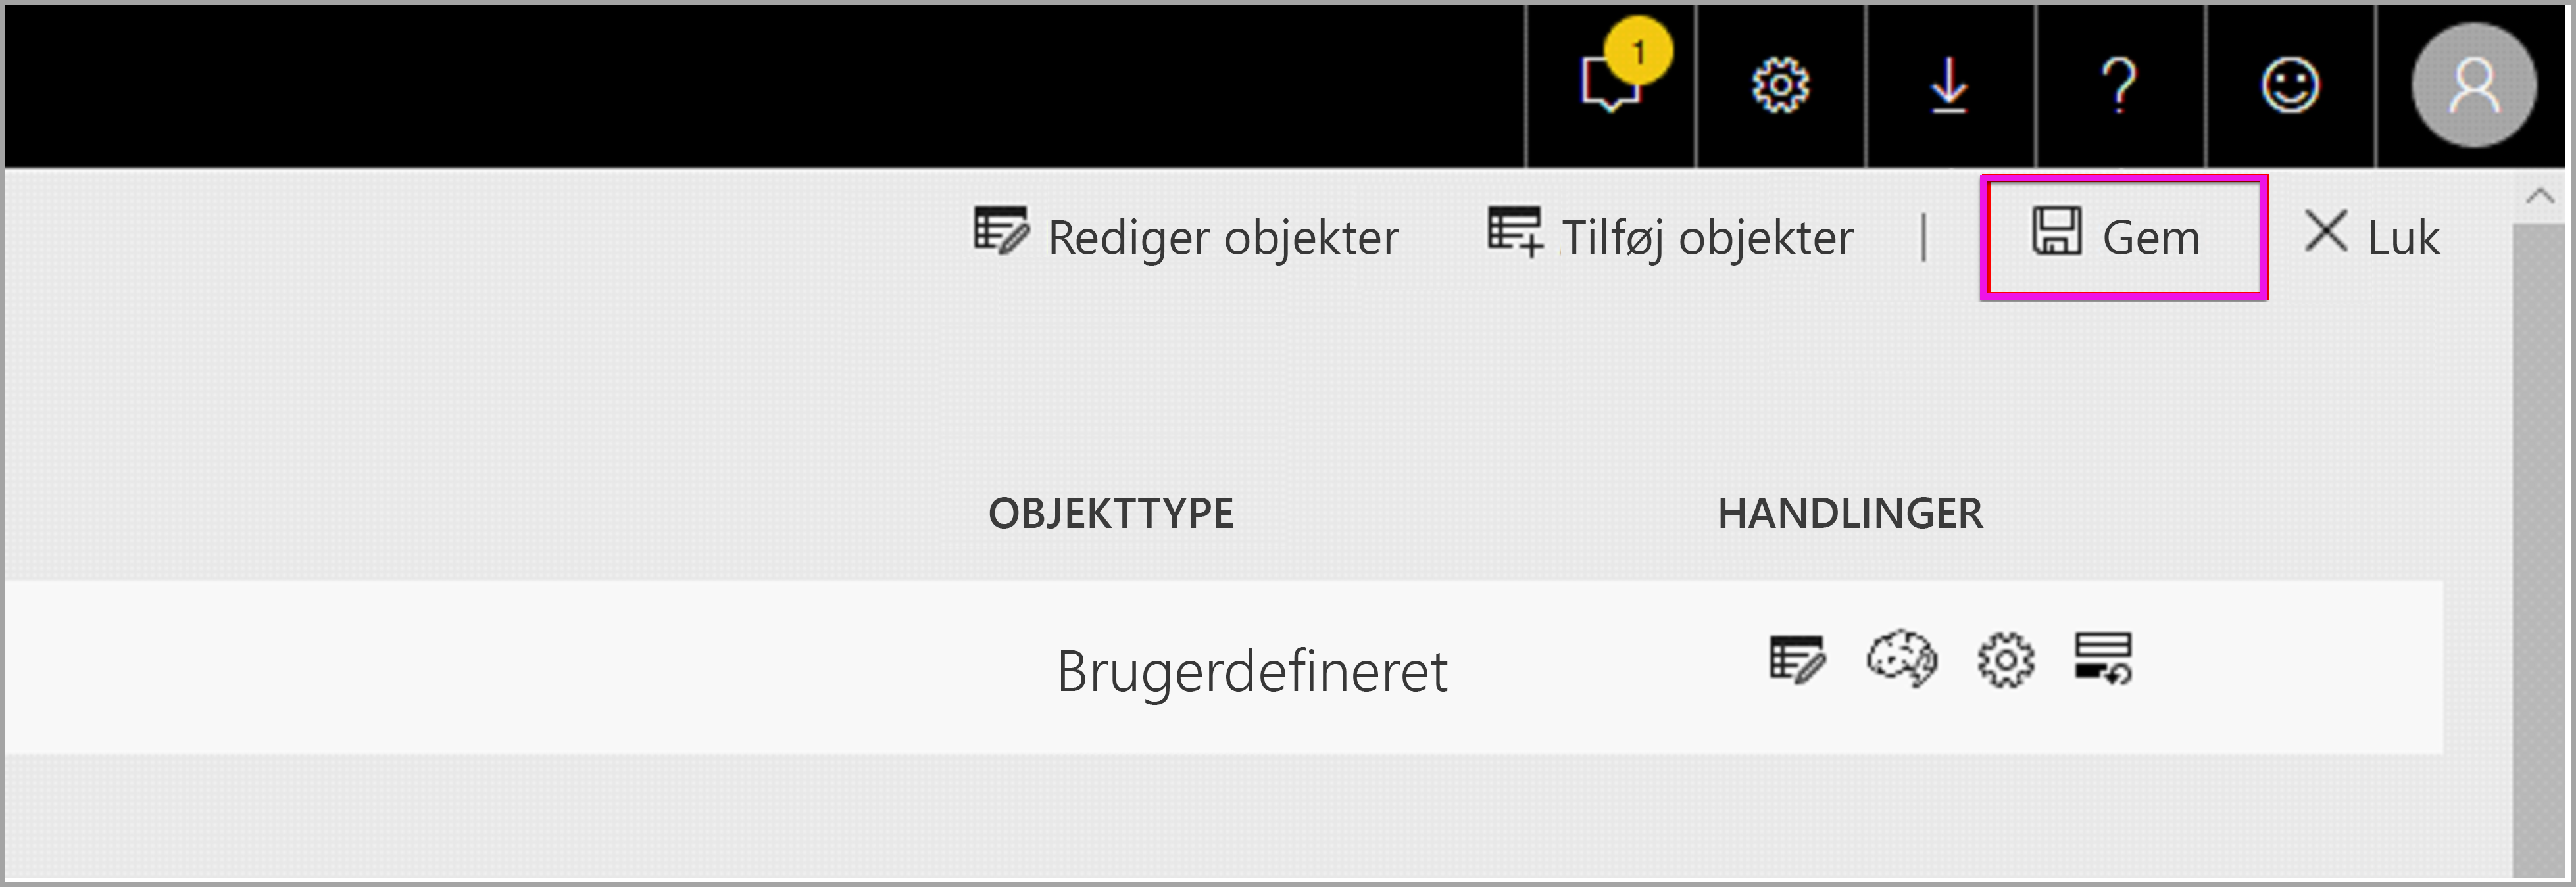 1
?
Rediger objekter Tilføj objekter | Gem Luk
OBJEKTTYPE HANDLINGER
Brugerdefineret